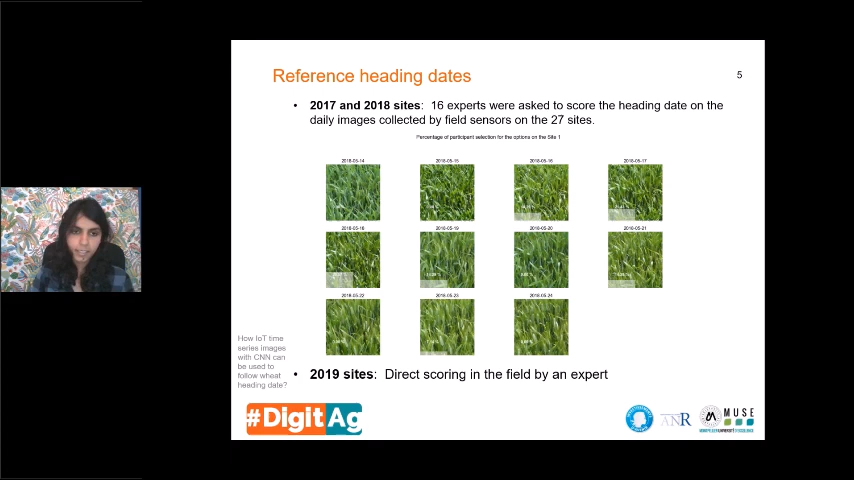 Reference heading dates
5
• 2017 and 2018 sites: 16 experts were asked to score the heading date on the
daily images collected by field sensors on the 27 sites.
Percentage of participant selection for the options on the Site 1
2018-05-14 2018-05-15 2018-05-16 2018-05-17
2018-05-18 2018-05-19 2018-05-20 2018-05-21
2018-05-22 2018-05-23 2018-05-24
How IoT time
series images
with CNN can
be used to
follow wheat
heading date?
• 2019 sites: Direct scoring in the field by an expert
#DigitAg
ANR
MUSE